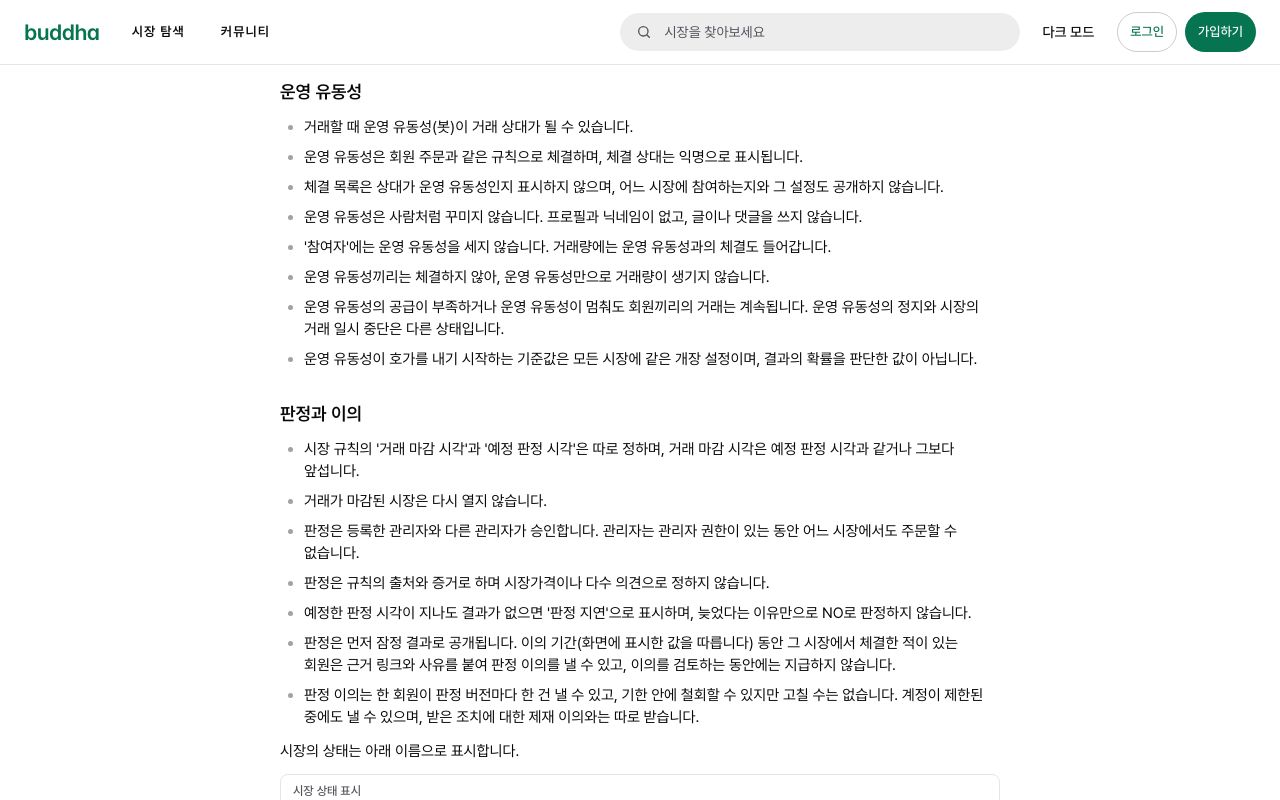 buddha
시장 탐색
커뮤니티
시장을 찾아보세요
다크 모드
로그인
가입하기
운영 유동성
거래할 때 운영 유동성(봇)이 거래 상대가 될 수 있습니다.
운영 유동성은 회원 주문과 같은 규칙으로 체결하며, 체결 상대는 익명으로 표시됩니다.
체결 목록은 상대가 운영 유동성인지 표시하지 않으며, 어느 시장에 참여하는지와 그 설정도 공개하지 않습니다.
운영 유동성은 사람처럼 꾸미지 않습니다. 프로필과 닉네임이 없고, 글이나 댓글을 쓰지 않습니다.
'참여자'에는 운영 유동성을 세지 않습니다. 거래량에는 운영 유동성과의 체결도 들어갑니다.
운영 유동성끼리는 체결하지 않아, 운영 유동성만으로 거래량이 생기지 않습니다.
운영 유동성의 공급이 부족하거나 운영 유동성이 멈춰도 회원끼리의 거래는 계속됩니다. 운영 유동성의 정지와 시장의
거래 일시 중단은 다른 상태입니다.
운영 유동성이 호가를 내기 시작하는 기준값은 모든 시장에 같은 개장 설정이며, 결과의 확률을 판단한 값이 아닙니다.
판정과 이의
시장 규칙의 '거래 마감 시각'과 '예정 판정 시각'은 따로 정하며, 거래 마감 시각은 예정 판정 시각과 같거나 그보다
앞섭니다.
거래가 마감된 시장은 다시 열지 않습니다.
판정은 등록한 관리자와 다른 관리자가 승인합니다. 관리자는 관리자 권한이 있는 동안 어느 시장에서도 주문할 수
없습니다.
판정은 규칙의 출처와 증거로 하며 시장가격이나 다수 의견으로 정하지 않습니다.
예정한 판정 시각이 지나도 결과가 없으면 '판정 지연'으로 표시하며, 늦었다는 이유만으로 NO로 판정하지 않습니다.
판정은 먼저 잠정 결과로 공개됩니다. 이의 기간(화면에 표시한 값을 따릅니다) 동안 그 시장에서 체결한 적이 있는
회원은 근거 링크와 사유를 붙여 판정 이의를 낼 수 있고, 이의를 검토하는 동안에는 지급하지 않습니다.
판정 이의는 한 회원이 판정 버전마다 한 건 낼 수 있고, 기한 안에 철회할 수 있지만 고칠 수는 없습니다. 계정이 제한된
중에도 낼 수 있으며, 받은 조치에 대한 제재 이의와는 따로 받습니다.
시장의 상태는 아래 이름으로 표시합니다.
시장 상태 표시